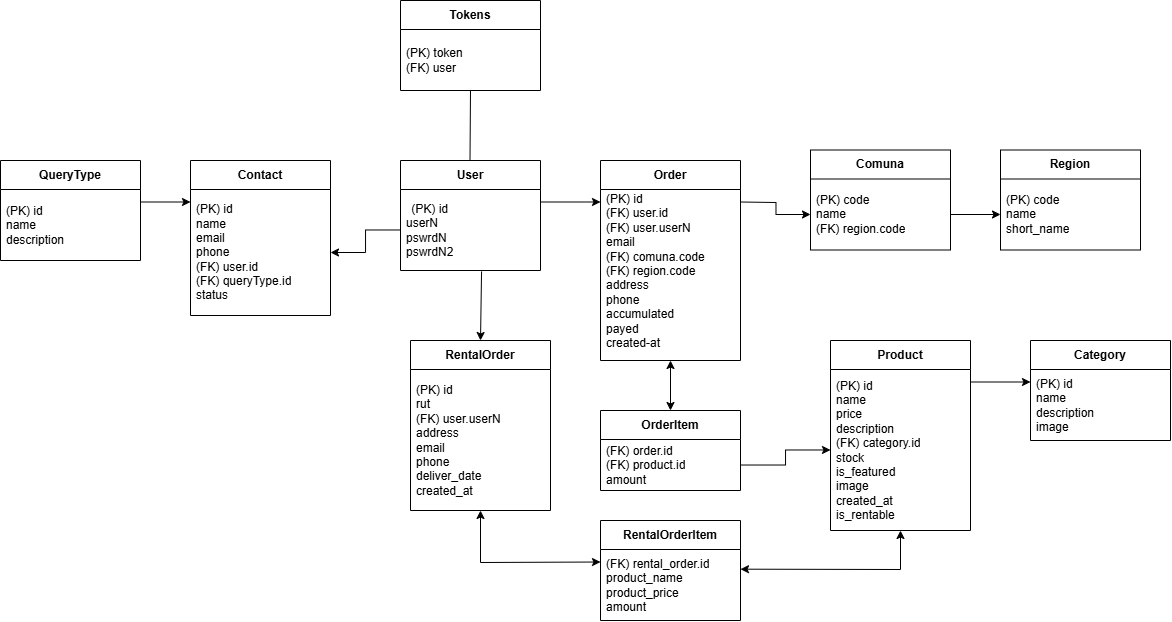 Tokens
(PK) token
(FK) user
QueryType
(PK) id
name
description
Contact
(PK) id
name
email
phone
(FK) user.id
(FK) queryType.id
status
User
(PK) id
userN
pswrdN
pswrdN2
Order
(PK) id
(FK) user.id
(FK) user.userN
email
(FK) comuna.code
(FK) region.code
address
phone
accumulated
payed
created-at
Comuna
(PK) code
name
(FK) region.code
Region
(PK) code
name
short_name
RentalOrder
(PK) id
rut
(FK) user.userN
address
email
phone
deliver_date
created_at
OrderItem
(FK) order.id
(FK) product.id
amount
Product
(PK) id
name
price
description
(FK) category.id
stock
is_featured
image
created_at
is_rentable
Category
(PK) id
name
description
image
RentalOrderItem
(FK) rental_order.id
product_name
product_price
amount